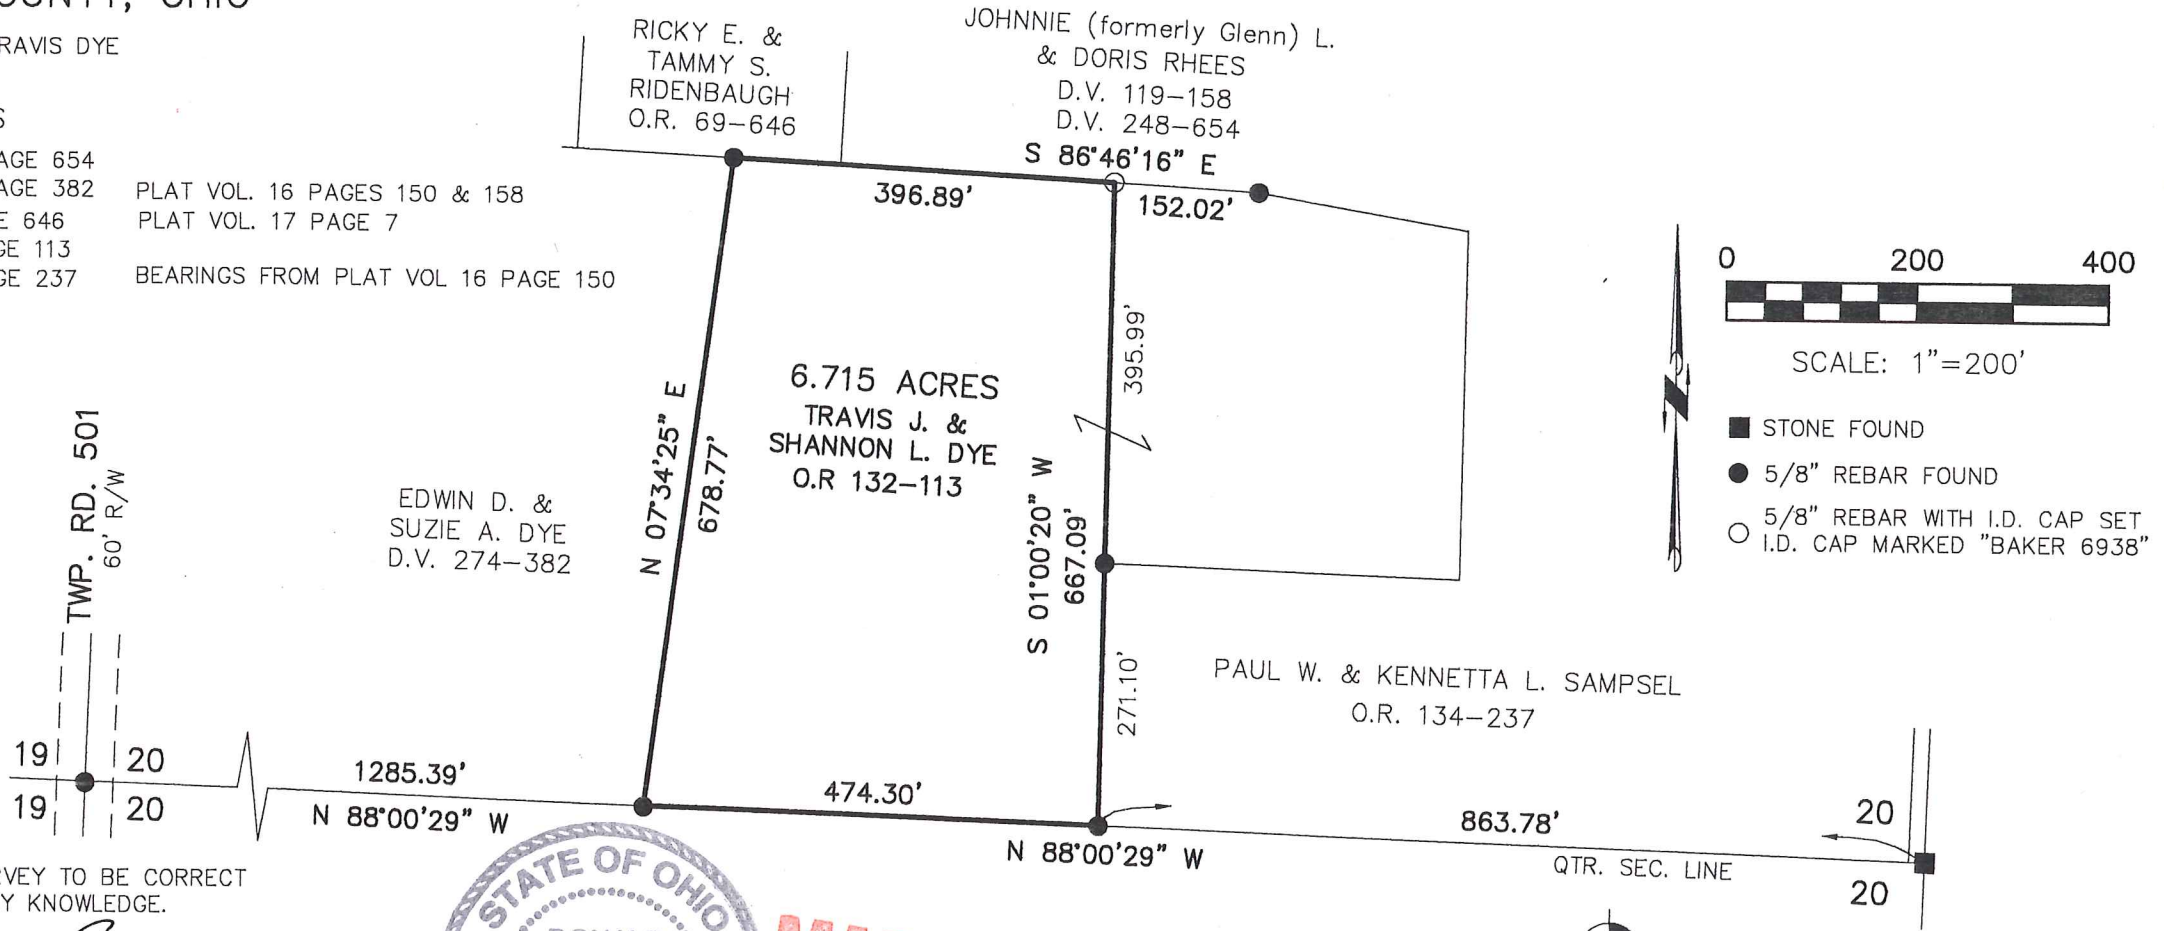 COUNTY, OHIO
TRAVIS DYE
S
PAGE 654
PAGE 382
PLAT VOL. 16 PAGES 150 & 158
E 646
PLAT VOL. 17 PAGE 7
GE 113
GE 237
BEARINGS FROM PLAT VOL 16 PAGE 150
RICKY E. &
TAMMY S.
RIDENBAUGH
O.R. 69-646
JOHNNIE (formerly Glenn) L.
& DORIS RHEES
D.V. 119-158
D.V. 248-654
S 86°46'16" E
396.89'
152.02'
395.99'
6.715 ACRES
TRAVIS J. &
SHANNON L. DYE
O.R 132-113
N 07°34'25" E
678.77'
S 01°00'20" W
667.09'
271.10'
EDWIN D. &
SUZIE A. DYE
D.V. 274-382
TWP. RD. 501
60' R/W
PAUL W. & KENNETTA L. SAMPSEL
O.R. 134-237
0 200 400
SCALE: 1"=200'
STONE FOUND
5/8" REBAR FOUND
5/8" REBAR WITH I.D. CAP SET
I.D. CAP MARKED "BAKER 6938"
19 20
19 20
1285.39'
N 88°00'29" W
474.30'
N 88°00'29" W
863.78'
QTR. SEC. LINE
20
20
RVEY TO BE CORRECT
Y KNOWLEDGE.
STATE OF OHIO